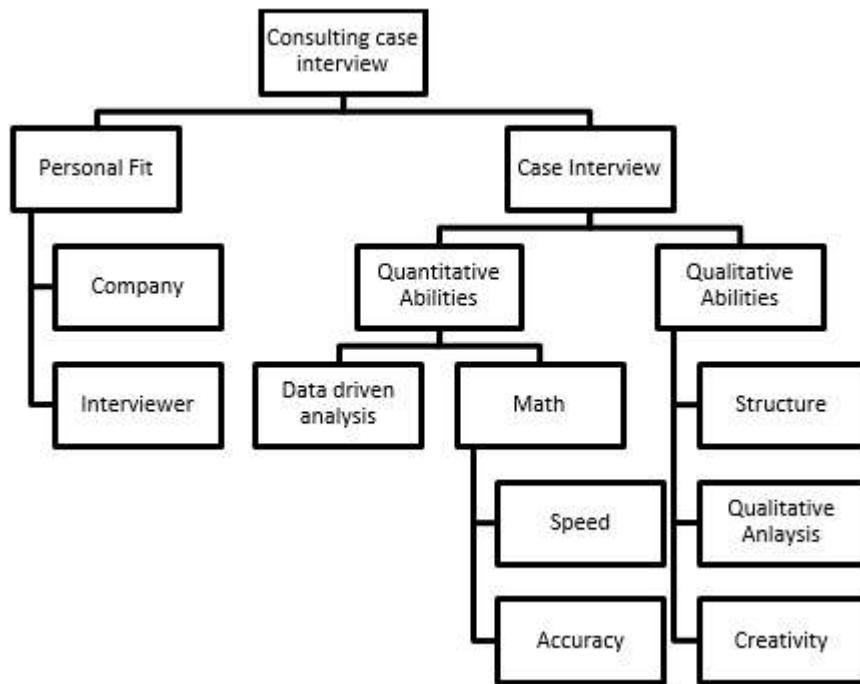 Consulting case
interview
Personal Fit
Case Interview
Company
Quantitative
Abilities
Qualitative
Abilities
Interviewer
Data driven
analysis
Math
Structure
Speed
Qualitative
Anlaysis
Accuracy
Creativity